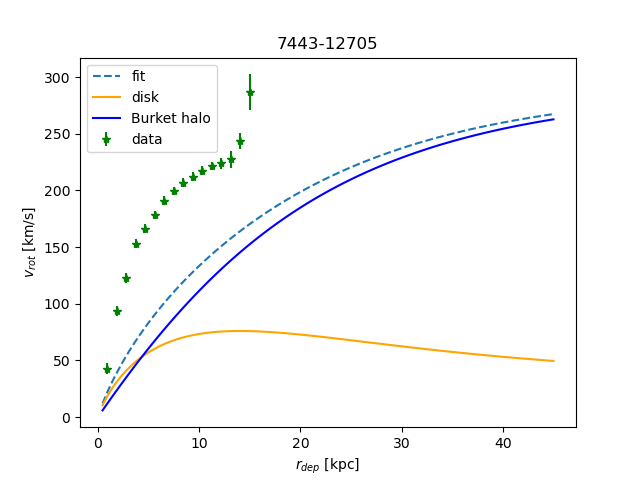 7443-12705
fit
disk
Burket halo
data
300
250
200
150
100
50
0
v_rot [km/s]
0 10 20 30 40
r_dep [kpc]